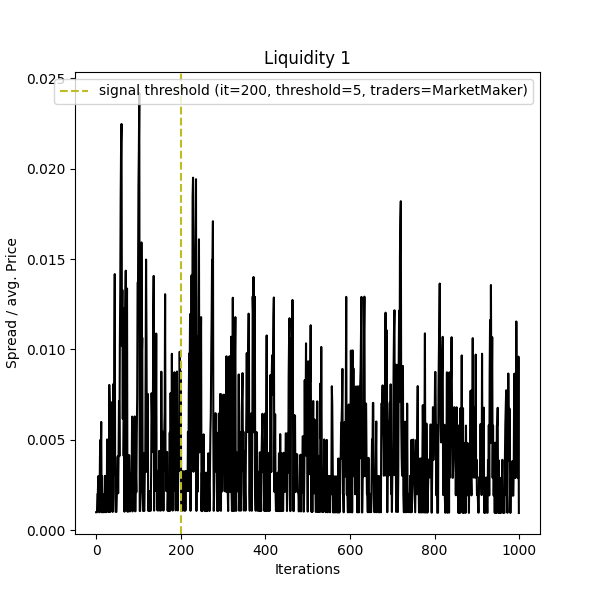 Liquidity 1
signal threshold (it=200, threshold=5, traders=MarketMaker)
0.025
0.020
0.015
0.010
0.005
0.000
Spread / avg. Price
0 200 400 600 800 1000
Iterations